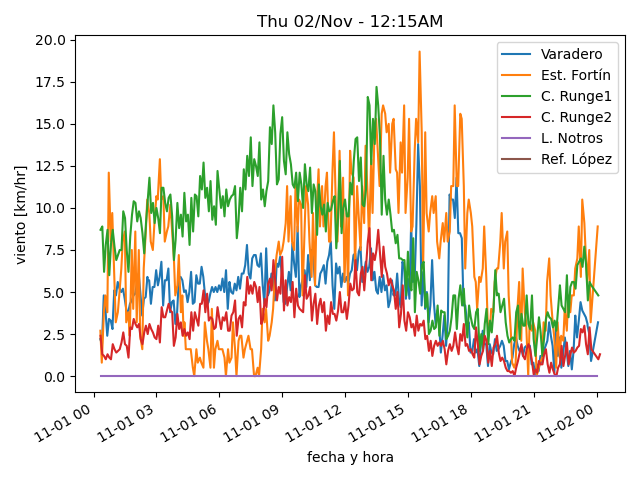 Thu 02/Nov - 12:15AM
20.0
17.5
15.0
12.5
10.0
7.5
5.0
2.5
0.0
viento [km/hr]
Varadero
Est. Fortín
C. Runge1
C. Runge2
L. Notros
Ref. López
11-01 00
11-01 03
11-01 06
11-01 09
11-01 12
11-01 15
11-01 18
11-01 21
11-02 00
fecha y hora